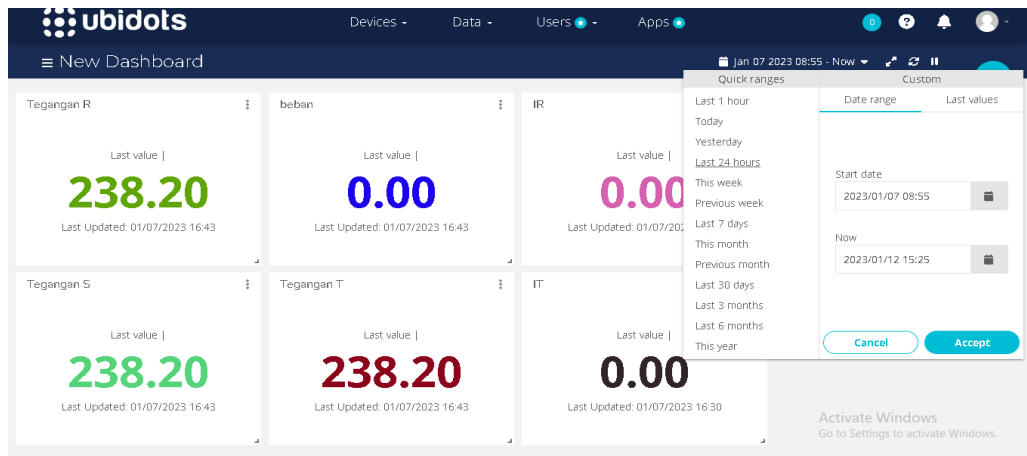 ubidots
Devices
Data
Users
Apps
0
?
New Dashboard
Jan 07 2023 08:55 - Now
Quick ranges
Last 1 hour
Today
Yesterday
Last 24 hours
This week
Previous week
Last 7 days
This month
Previous month
Last 30 days
Last 3 months
Last 6 months
This year
Custom
Date range
Last values
Start date
2023/01/07 08:55
Now
2023/01/12 15:25
Cancel
Accept
Tegangan R
Last value |
238.20
Last Updated: 01/07/2023 16:43
beban
Last value |
0.00
Last Updated: 01/07/2023 16:43
IR
Last value |
0.00
Last Updated: 01/07/202
Tegangan S
Last value |
238.20
Last Updated: 01/07/2023 16:43
Tegangan T
Last value |
238.20
Last Updated: 01/07/2023 16:43
IT
Last value |
0.00
Last Updated: 01/07/2023 16:30
Activate Windows
Go to Settings to activate Windows.